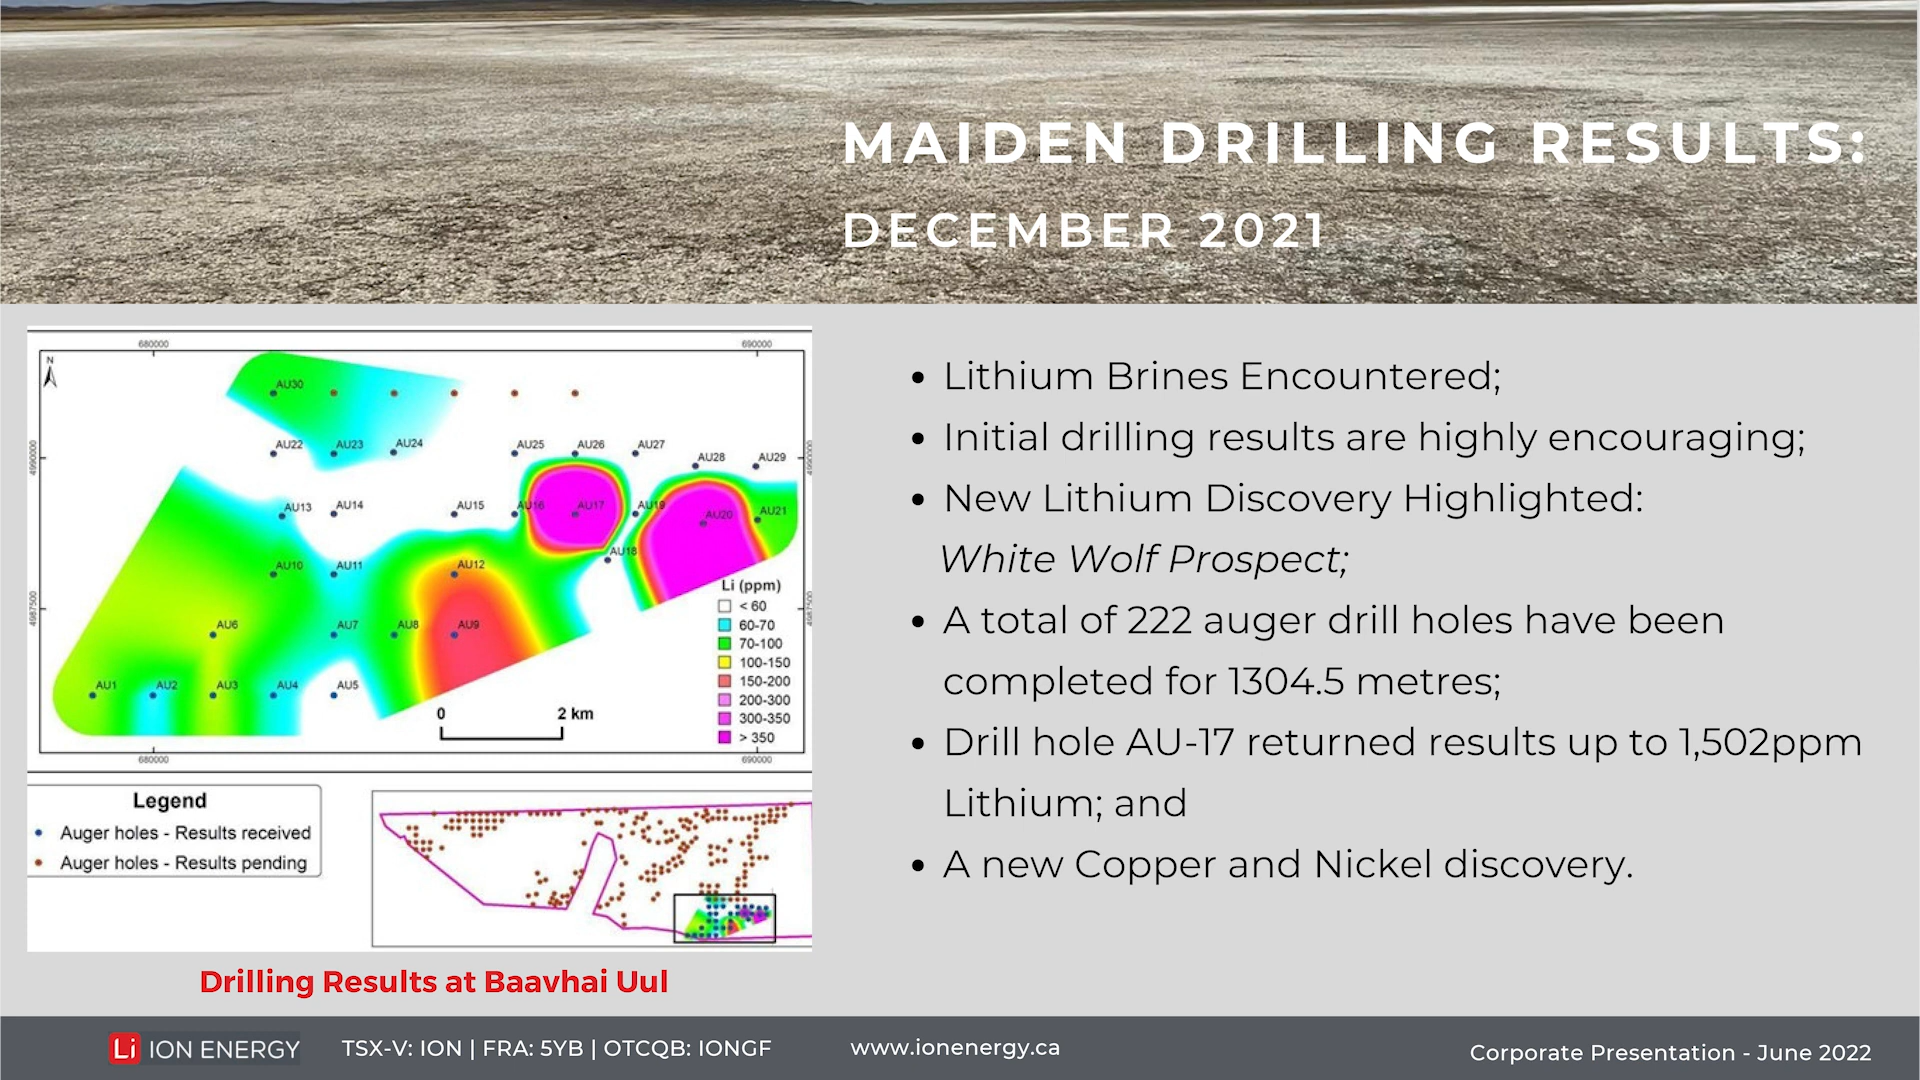 MAIDEN DRILLING RESULTS:
DECEMBER 2021
680000
690000
N
AU30
AU22
AU23
AU24
AU25
AU26
AU27
AU28
AU29
4990000
4990000
AU13
AU14
AU15
AU16
AU17
AU19
AU20
AU21
AU10
AU11
AU12
AU18
Li (ppm)
< 60
60-70
70-100
100-150
150-200
200-300
300-350
> 350
4987500
4987500
AU6
AU7
AU8
AU9
AU1
AU2
AU3
AU4
AU5
0
2 km
680000
690000
Legend
Auger holes - Results received
Auger holes - Results pending
Drilling Results at Baavhai Uul
• Lithium Brines Encountered;
• Initial drilling results are highly encouraging;
• New Lithium Discovery Highlighted:
White Wolf Prospect;
• A total of 222 auger drill holes have been
completed for 1304.5 metres;
• Drill hole AU-17 returned results up to 1,502ppm
Lithium; and
• A new Copper and Nickel discovery.
Li ION ENERGY
TSX-V: ION | FRA: 5YB | OTCQB: IONGF
www.ionenergy.ca
Corporate Presentation - June 2022